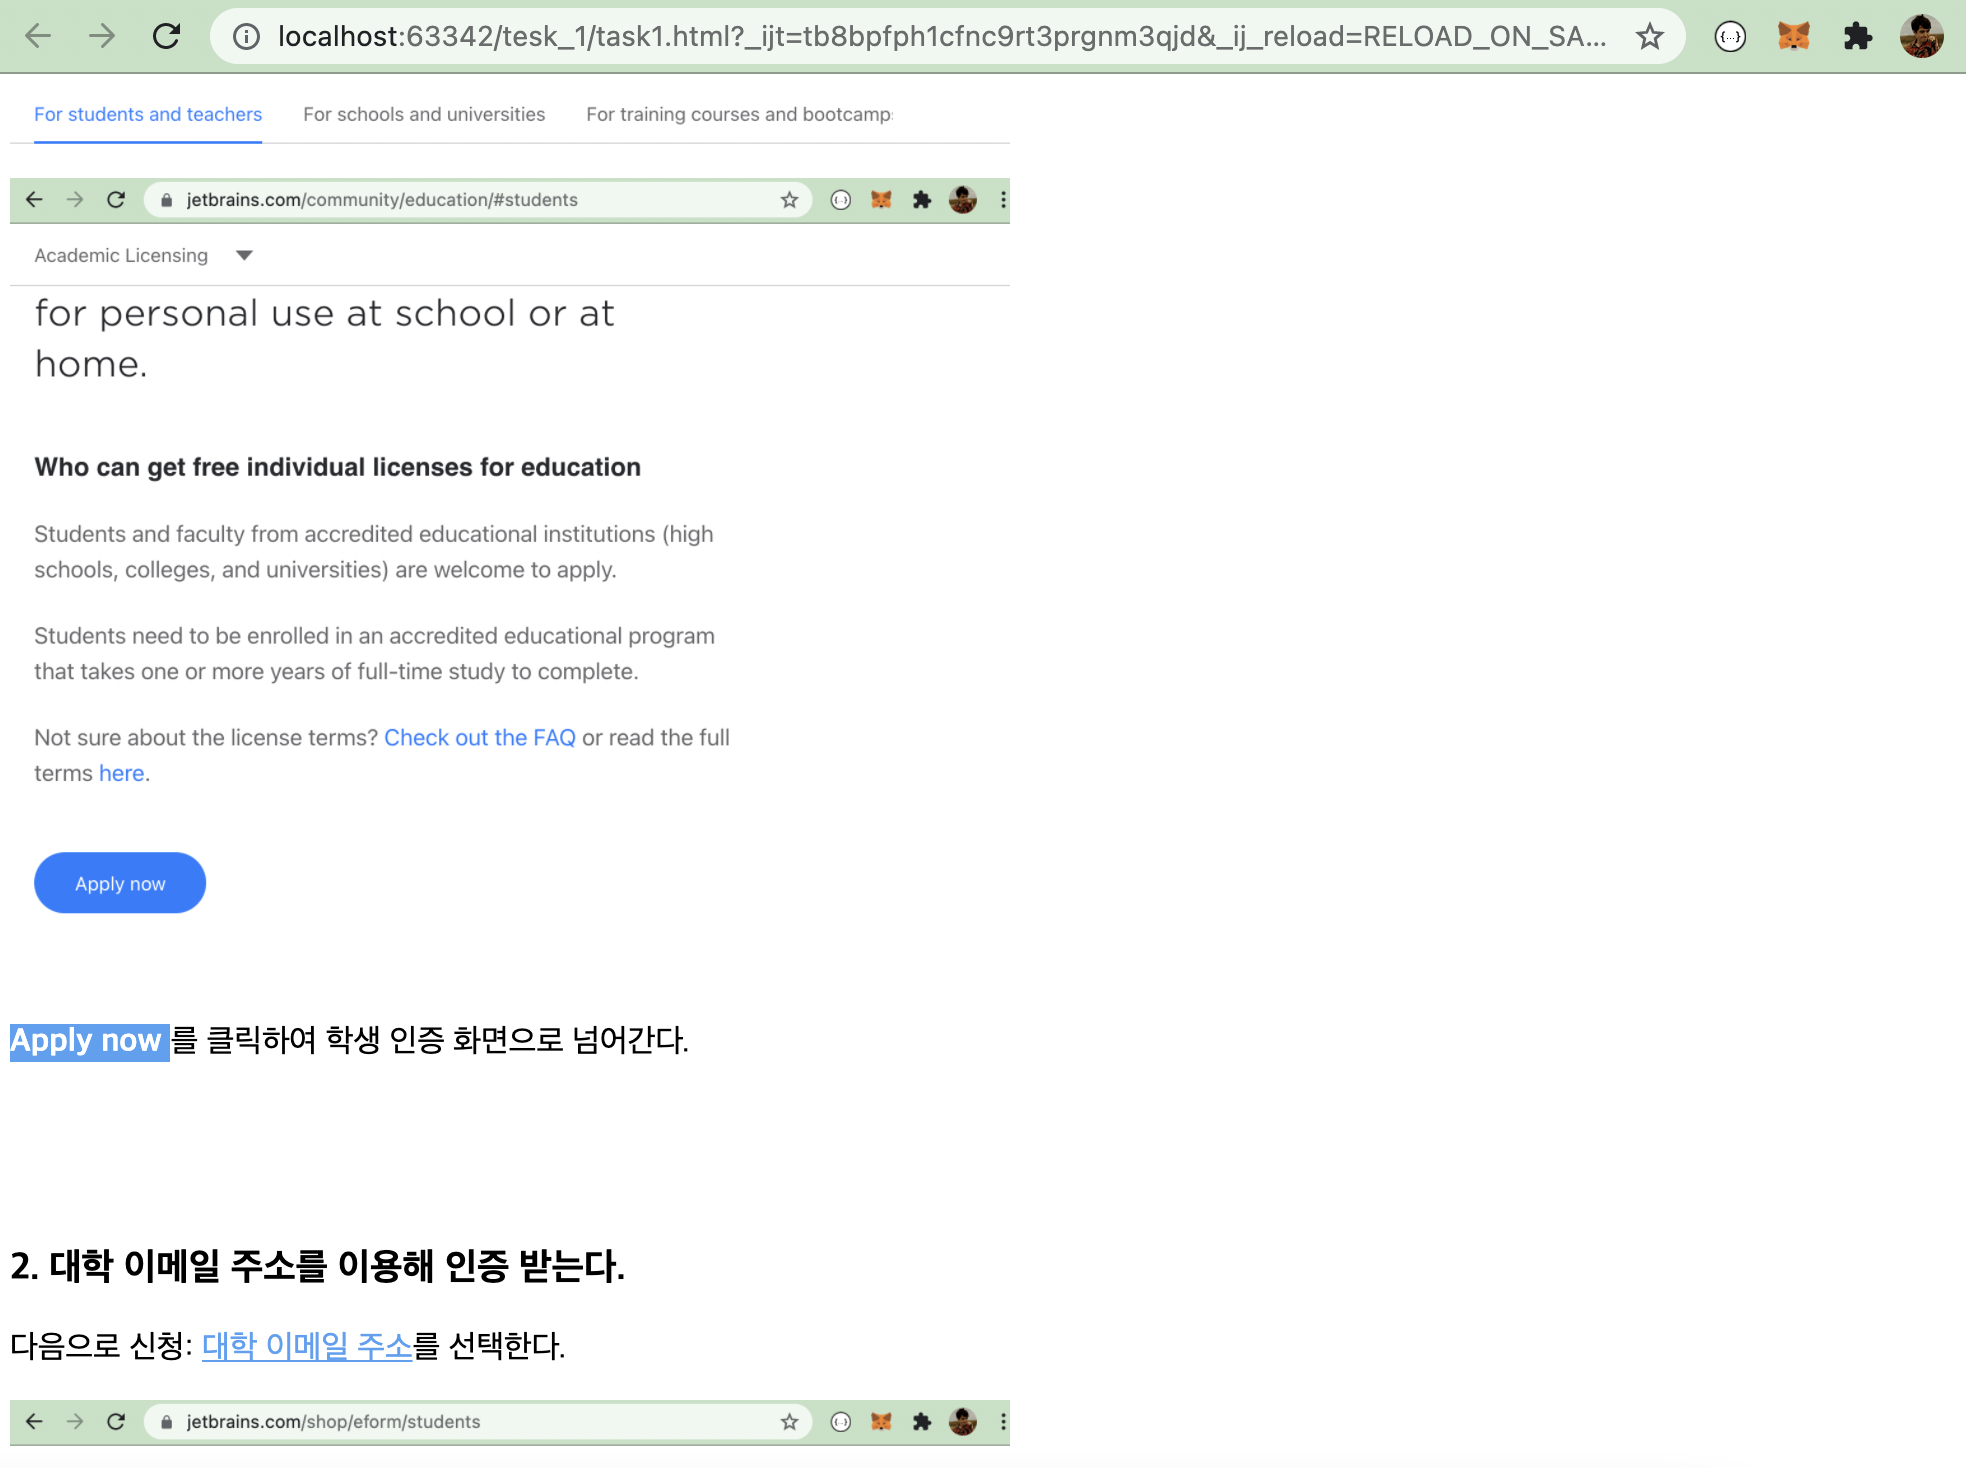 localhost:63342/tesk_1/task1.html?_ijt=tb8bpfph1cfnc9rt3prgnm3qjd&_ij_reload=RELOAD_ON_SA...
For students and teachers For schools and universities For training courses and bootcamp
jetbrains.com/community/education/#students
Academic Licensing
for personal use at school or at
home.
Who can get free individual licenses for education
Students and faculty from accredited educational institutions (high
schools, colleges, and universities) are welcome to apply.
Students need to be enrolled in an accredited educational program
that takes one or more years of full-time study to complete.
Not sure about the license terms? Check out the FAQ or read the full
terms here.
Apply now
Apply now 를 클릭하여 학생 인증 화면으로 넘어간다.
2. 대학 이메일 주소를 이용해 인증 받는다.
다음으로 신청: 대학 이메일 주소를 선택한다.
jetbrains.com/shop/eform/students